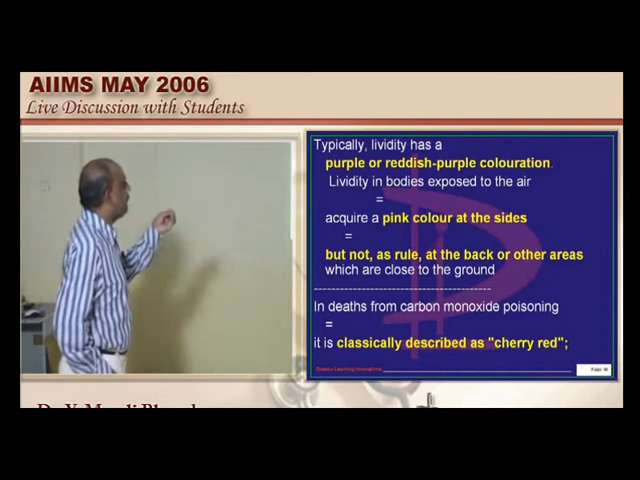 AIIMS MAY 2006
Live Discussion with Students
Typically, lividity has a
purple or reddish-purple colouration.
Lividity in bodies exposed to the air
=
acquire a pink colour at the sides
=
but not, as rule, at the back or other areas
which are close to the ground
------------------------------------------------
In deaths from carbon monoxide poisoning
=
it is classically described as "cherry red";
Learning Innovations
Page